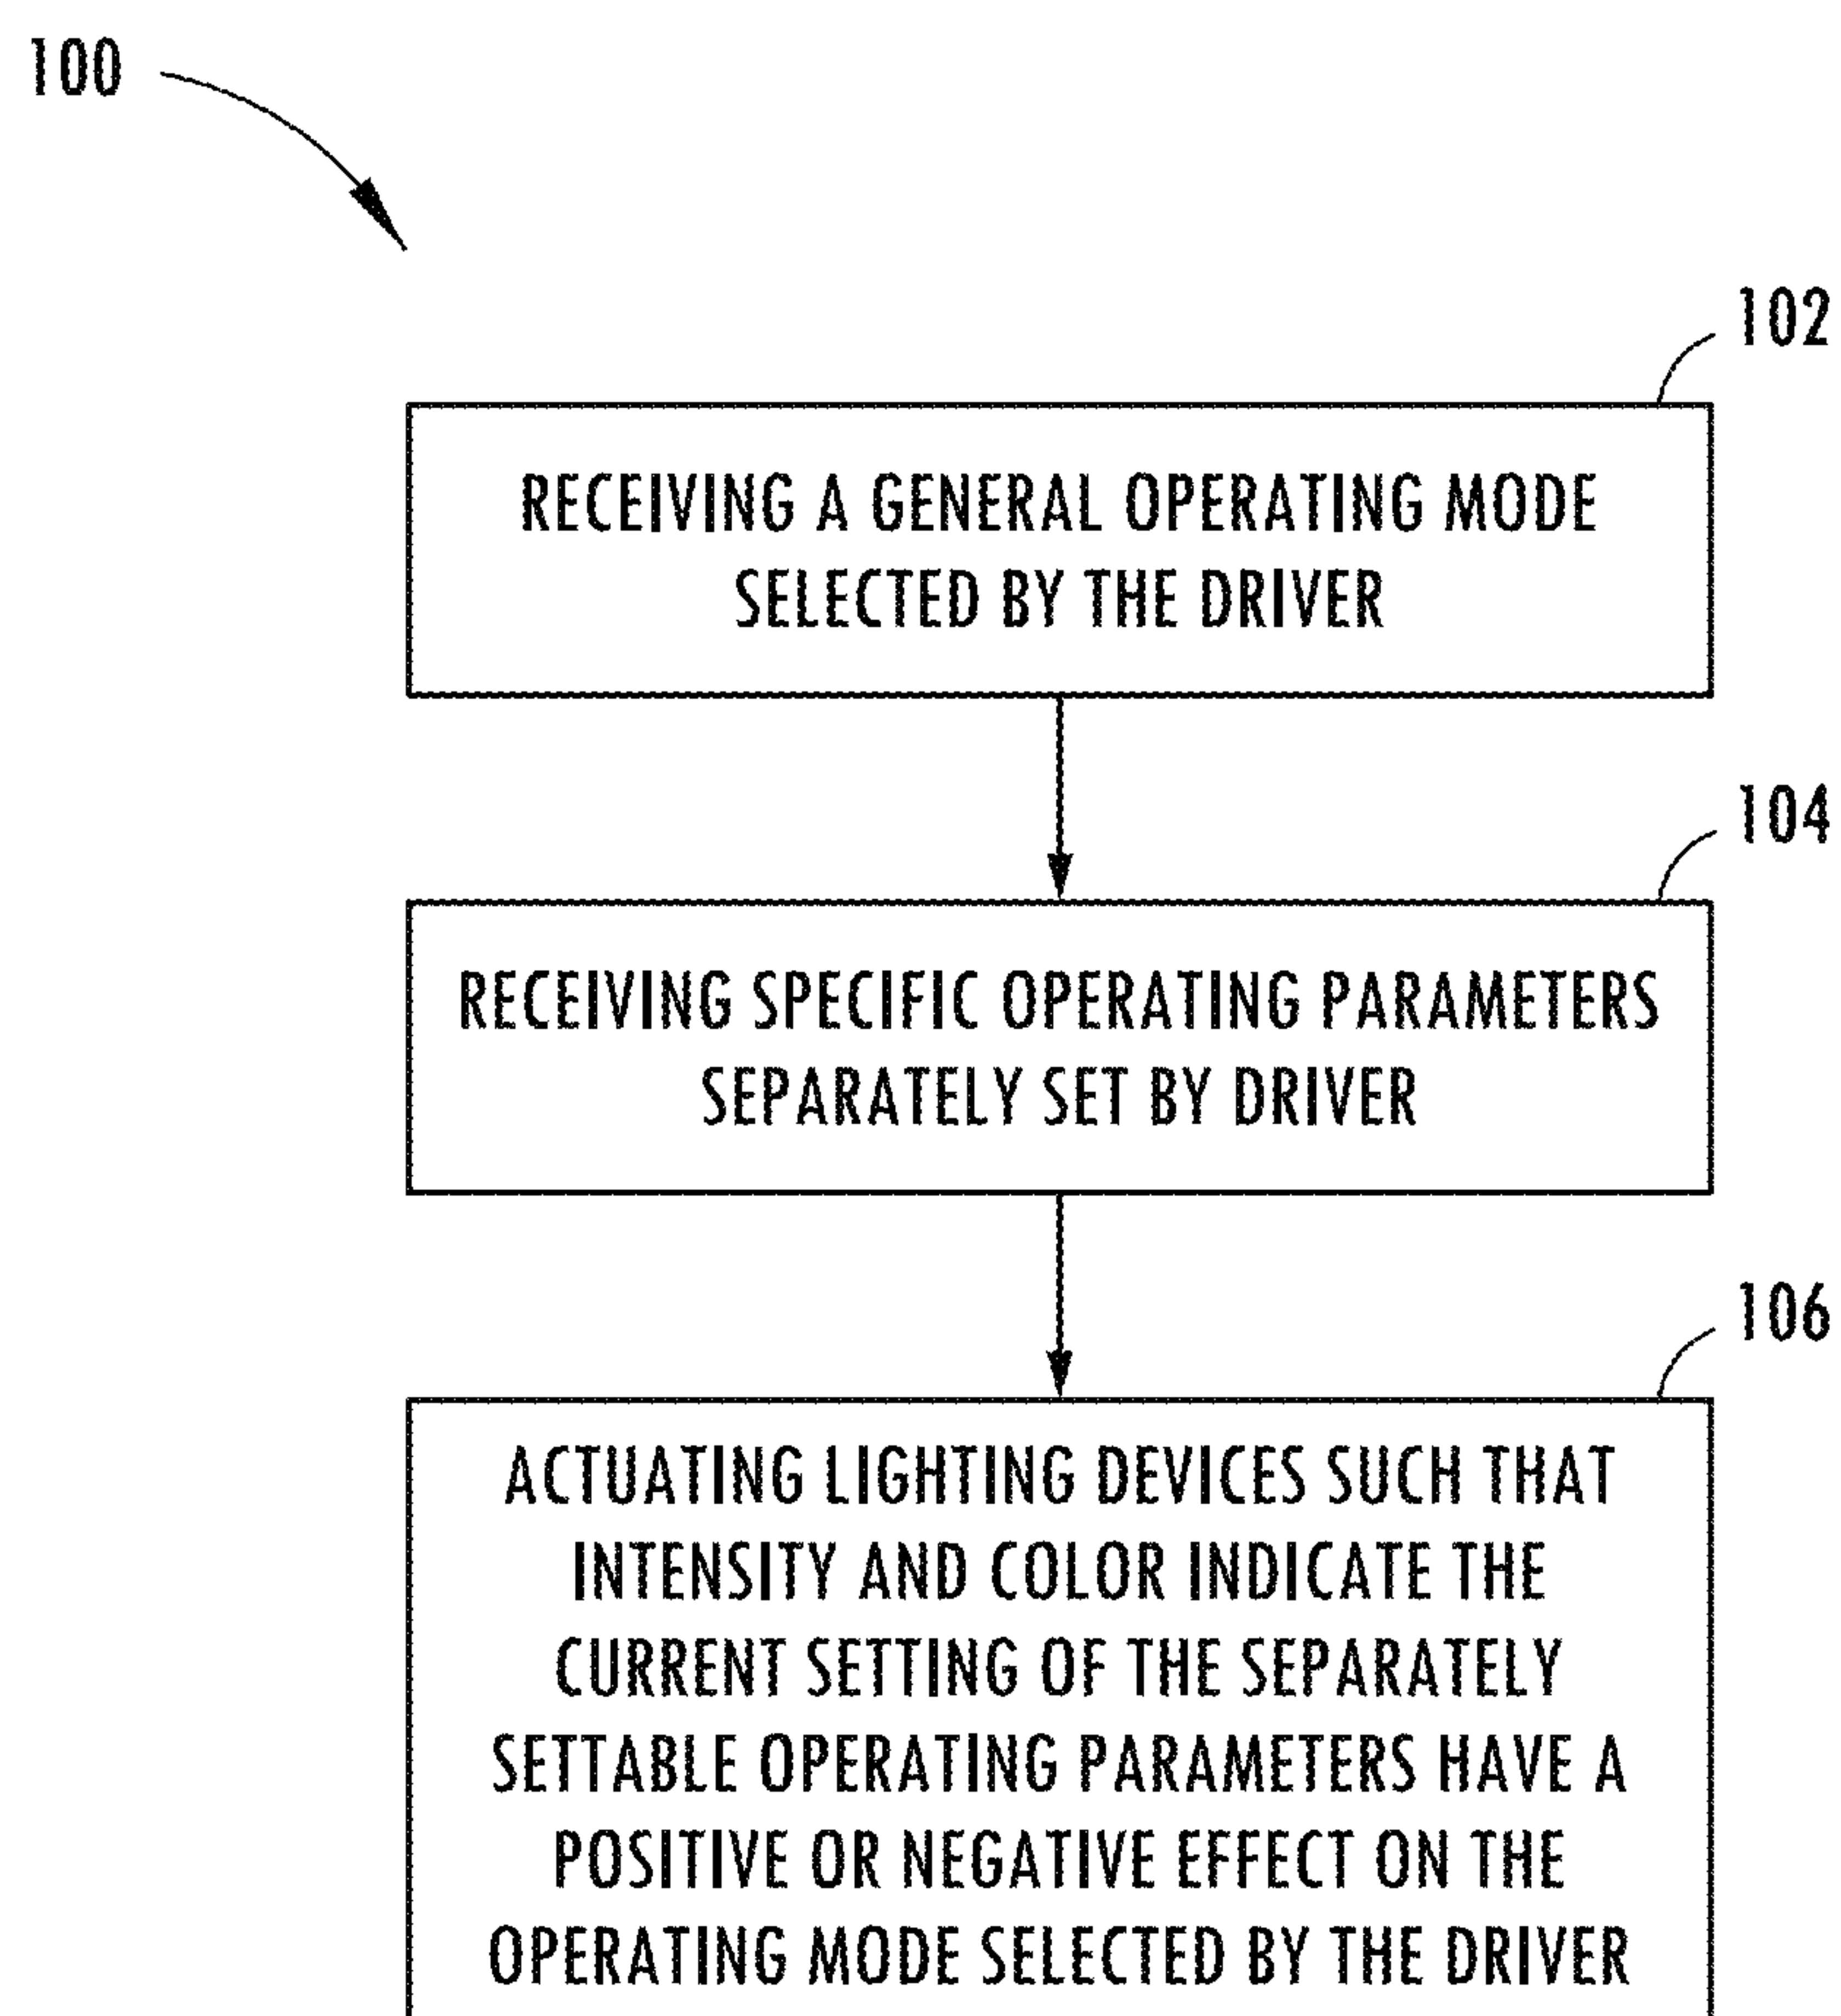 100
102
RECEIVING A GENERAL OPERATING MODE
SELECTED BY THE DRIVER
104
RECEIVING SPECIFIC OPERATING PARAMETERS
SEPARATELY SET BY DRIVER
106
ACTUATING LIGHTING DEVICES SUCH THAT
INTENSITY AND COLOR INDICATE THE
CURRENT SETTING OF THE SEPARATELY
SETTABLE OPERATING PARAMETERS HAVE A
POSITIVE OR NEGATIVE EFFECT ON THE
OPERATING MODE SELECTED BY THE DRIVER